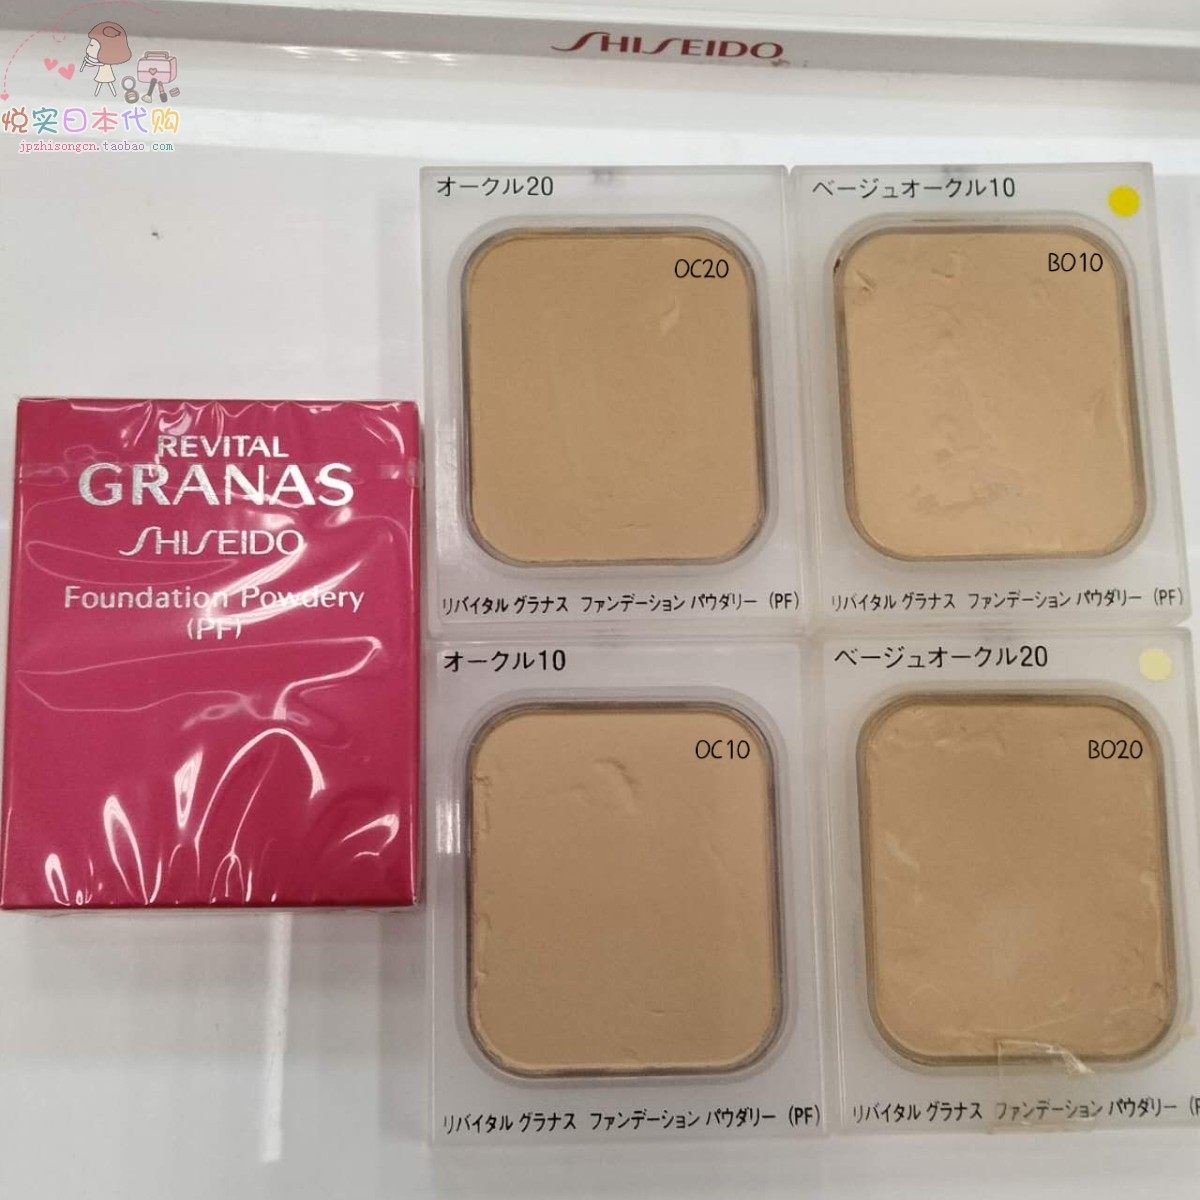 SHISEIDO
悦实日本代购
jpzhisongcn.taobao.com
オークル20
OC20
リバイタル グラナス ファンデーション パウダリー (PF)
ベージュオークル10
BO10
リバイタル グラナス ファンデーション パウダリー (PF)
REVITAL
GRANAS
SHISEIDO
Foundation Powdery
(PF)
オークル10
OC10
リバイタル グラナス ファンデーション パウダリー (PF)
ベージュオークル20
BO20
リバイタル グラナス ファンデーション パウダリー (P